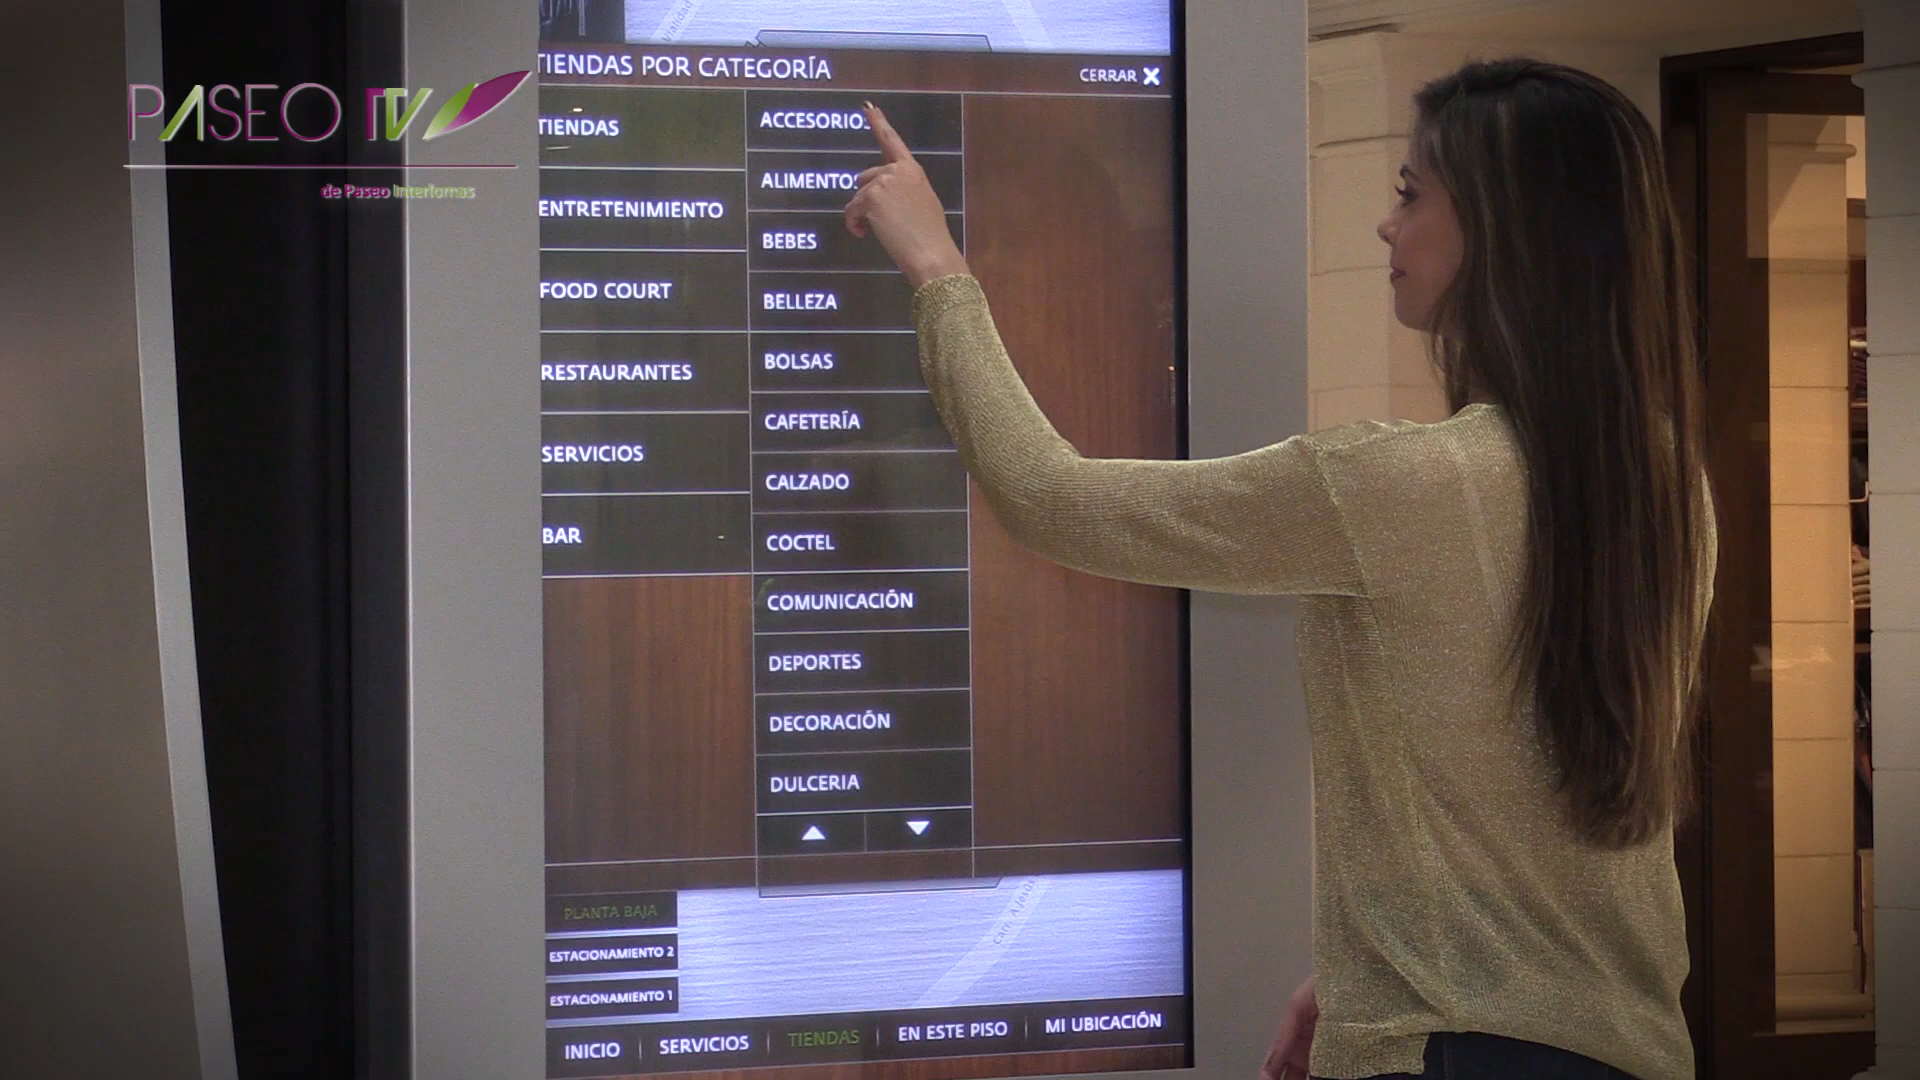 PASEO TV
de Paseo Interlomas
Vialidad
TIENDAS POR CATEGORÍA
CERRAR X
TIENDAS
ENTRETENIMIENTO
FOOD COURT
RESTAURANTES
SERVICIOS
BAR
ACCESORIOS
ALIMENTOS
BEBES
BELLEZA
BOLSAS
CAFETERÍA
CALZADO
COCTEL
COMUNICACIÓN
DEPORTES
DECORACIÓN
DULCERIA
PLANTA BAJA
ESTACIONAMIENTO 2
ESTACIONAMIENTO 1
INICIO | SERVICIOS | TIENDAS | EN ESTE PISO | MI UBICACIÓN